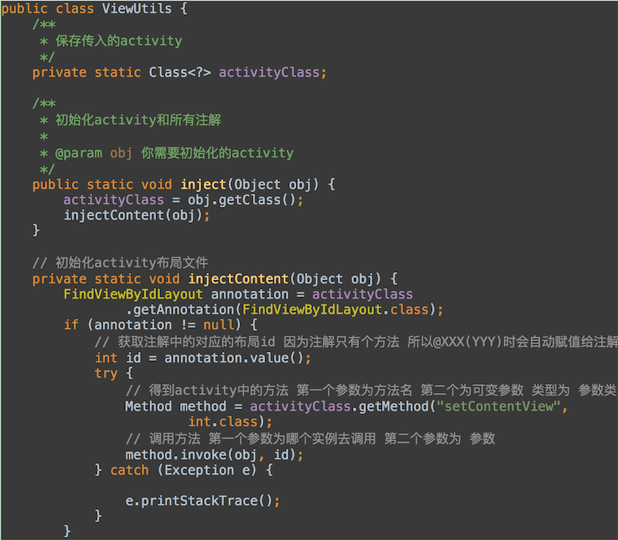 public class ViewUtils {
/**
* 保存传入的activity
*/
private static Class<?> activityClass;
/**
* 初始化activity和所有注解
*
* @param obj 你需要初始化的activity
*/
public static void inject(Object obj) {
activityClass = obj.getClass();
injectContent(obj);
}
// 初始化activity布局文件
private static void injectContent(Object obj) {
FindViewByIdLayout annotation = activityClass
.getAnnotation(FindViewByIdLayout.class);
if (annotation != null) {
// 获取注解中的对应的布局id 因为注解只有个方法 所以@XXX(YYY)时会自动赋值给注解
int id = annotation.value();
try {
// 得到activity中的方法 第一个参数为方法名 第二个为可变参数 类型为 参数类
Method method = activityClass.getMethod("setContentView",
int.class);
// 调用方法 第一个参数为哪个实例去调用 第二个参数为 参数
method.invoke(obj, id);
} catch (Exception e) {
e.printStackTrace();
}
}